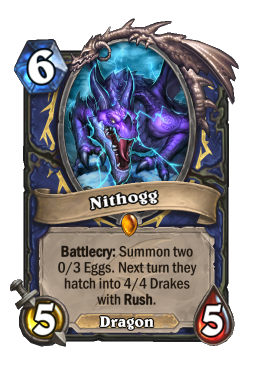 6
Nithogg
Battlecry: Summon two
0/3 Eggs. Next turn they
hatch into 4/4 Drakes
with Rush.
5 Dragon 5